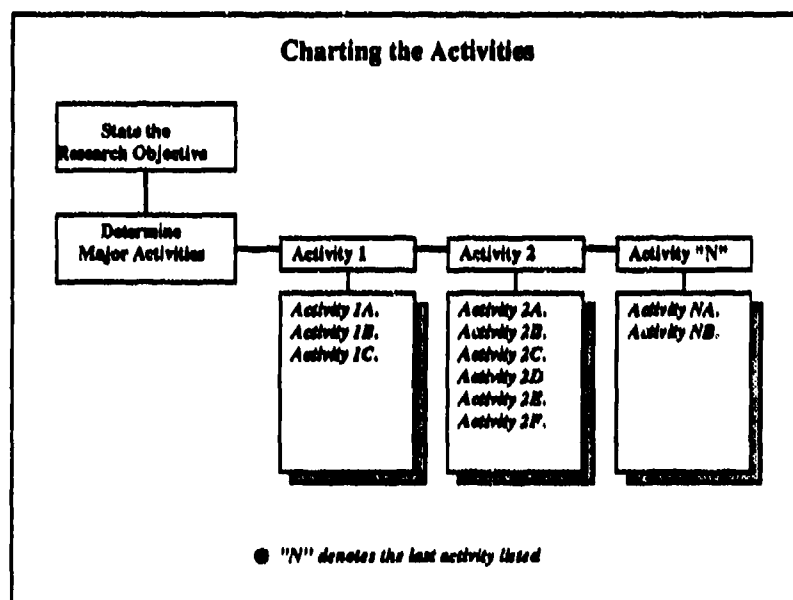 Charting the Activities
State the
Research Objective
Determine
Major Activities
Activity 1
Activity 2
Activity "N"
Activity 1A.
Activity 1B.
Activity 1C.
Activity 2A.
Activity 2B.
Activity 2C.
Activity 2D
Activity 2E.
Activity 2F.
Activity NA.
Activity NB.
● "N" denotes the last activity listed